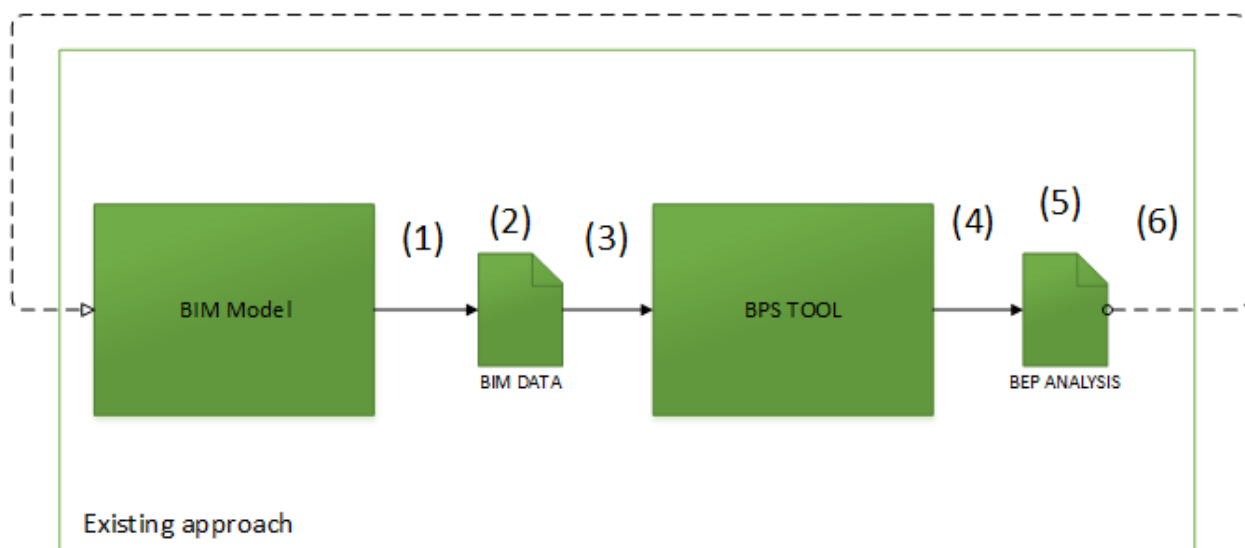 (1)
(2)
(3)
(4)
(5)
(6)
BIM Model
BPS TOOL
BIM DATA
BEP ANALYSIS
Existing approach